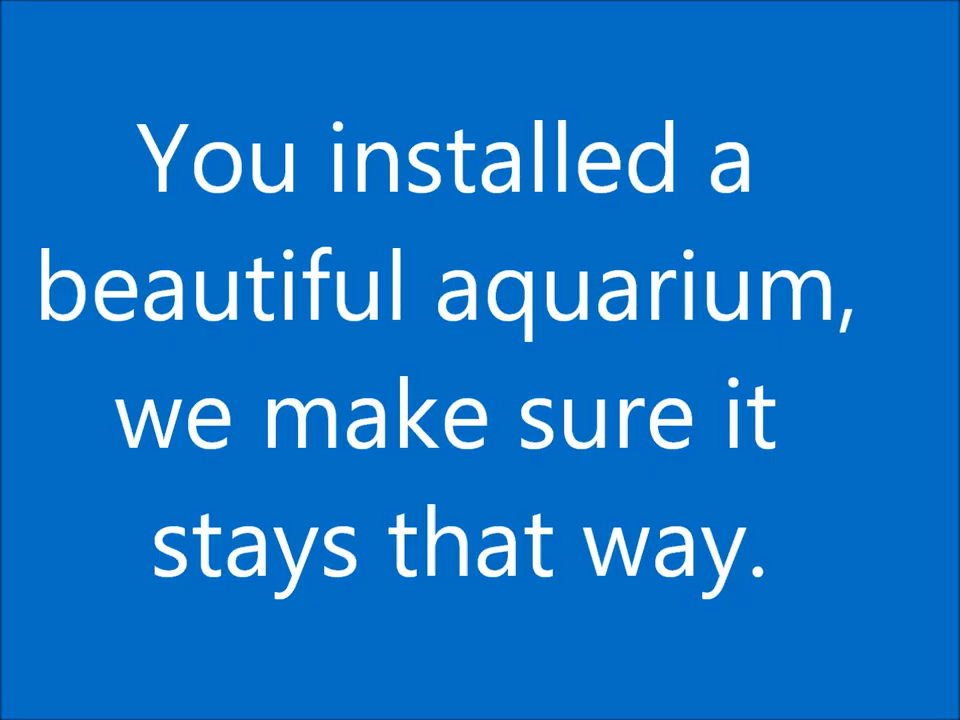 You installed a
beautiful aquarium,
we make sure it
stays that way.